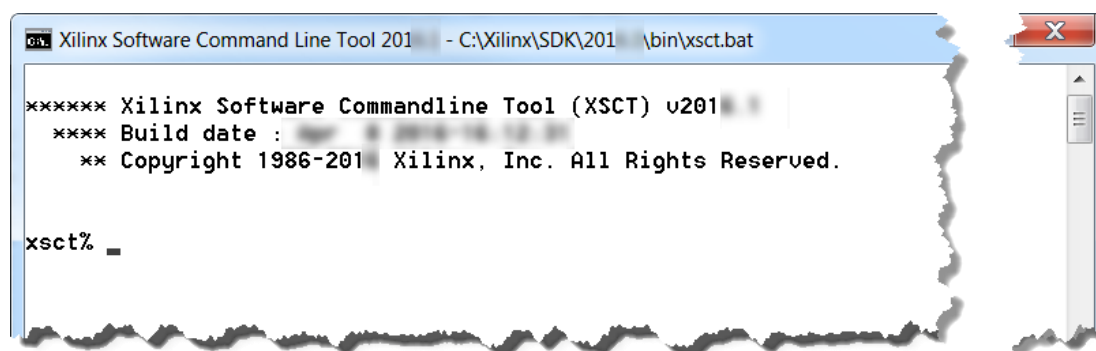 Xilinx Software Command Line Tool 201 - C:\Xilinx\SDK\201 \bin\xsct.bat
****** Xilinx Software Commandline Tool (XSCT) v201
**** Build date :
** Copyright 1986-201 Xilinx, Inc. All Rights Reserved.
xsct% _